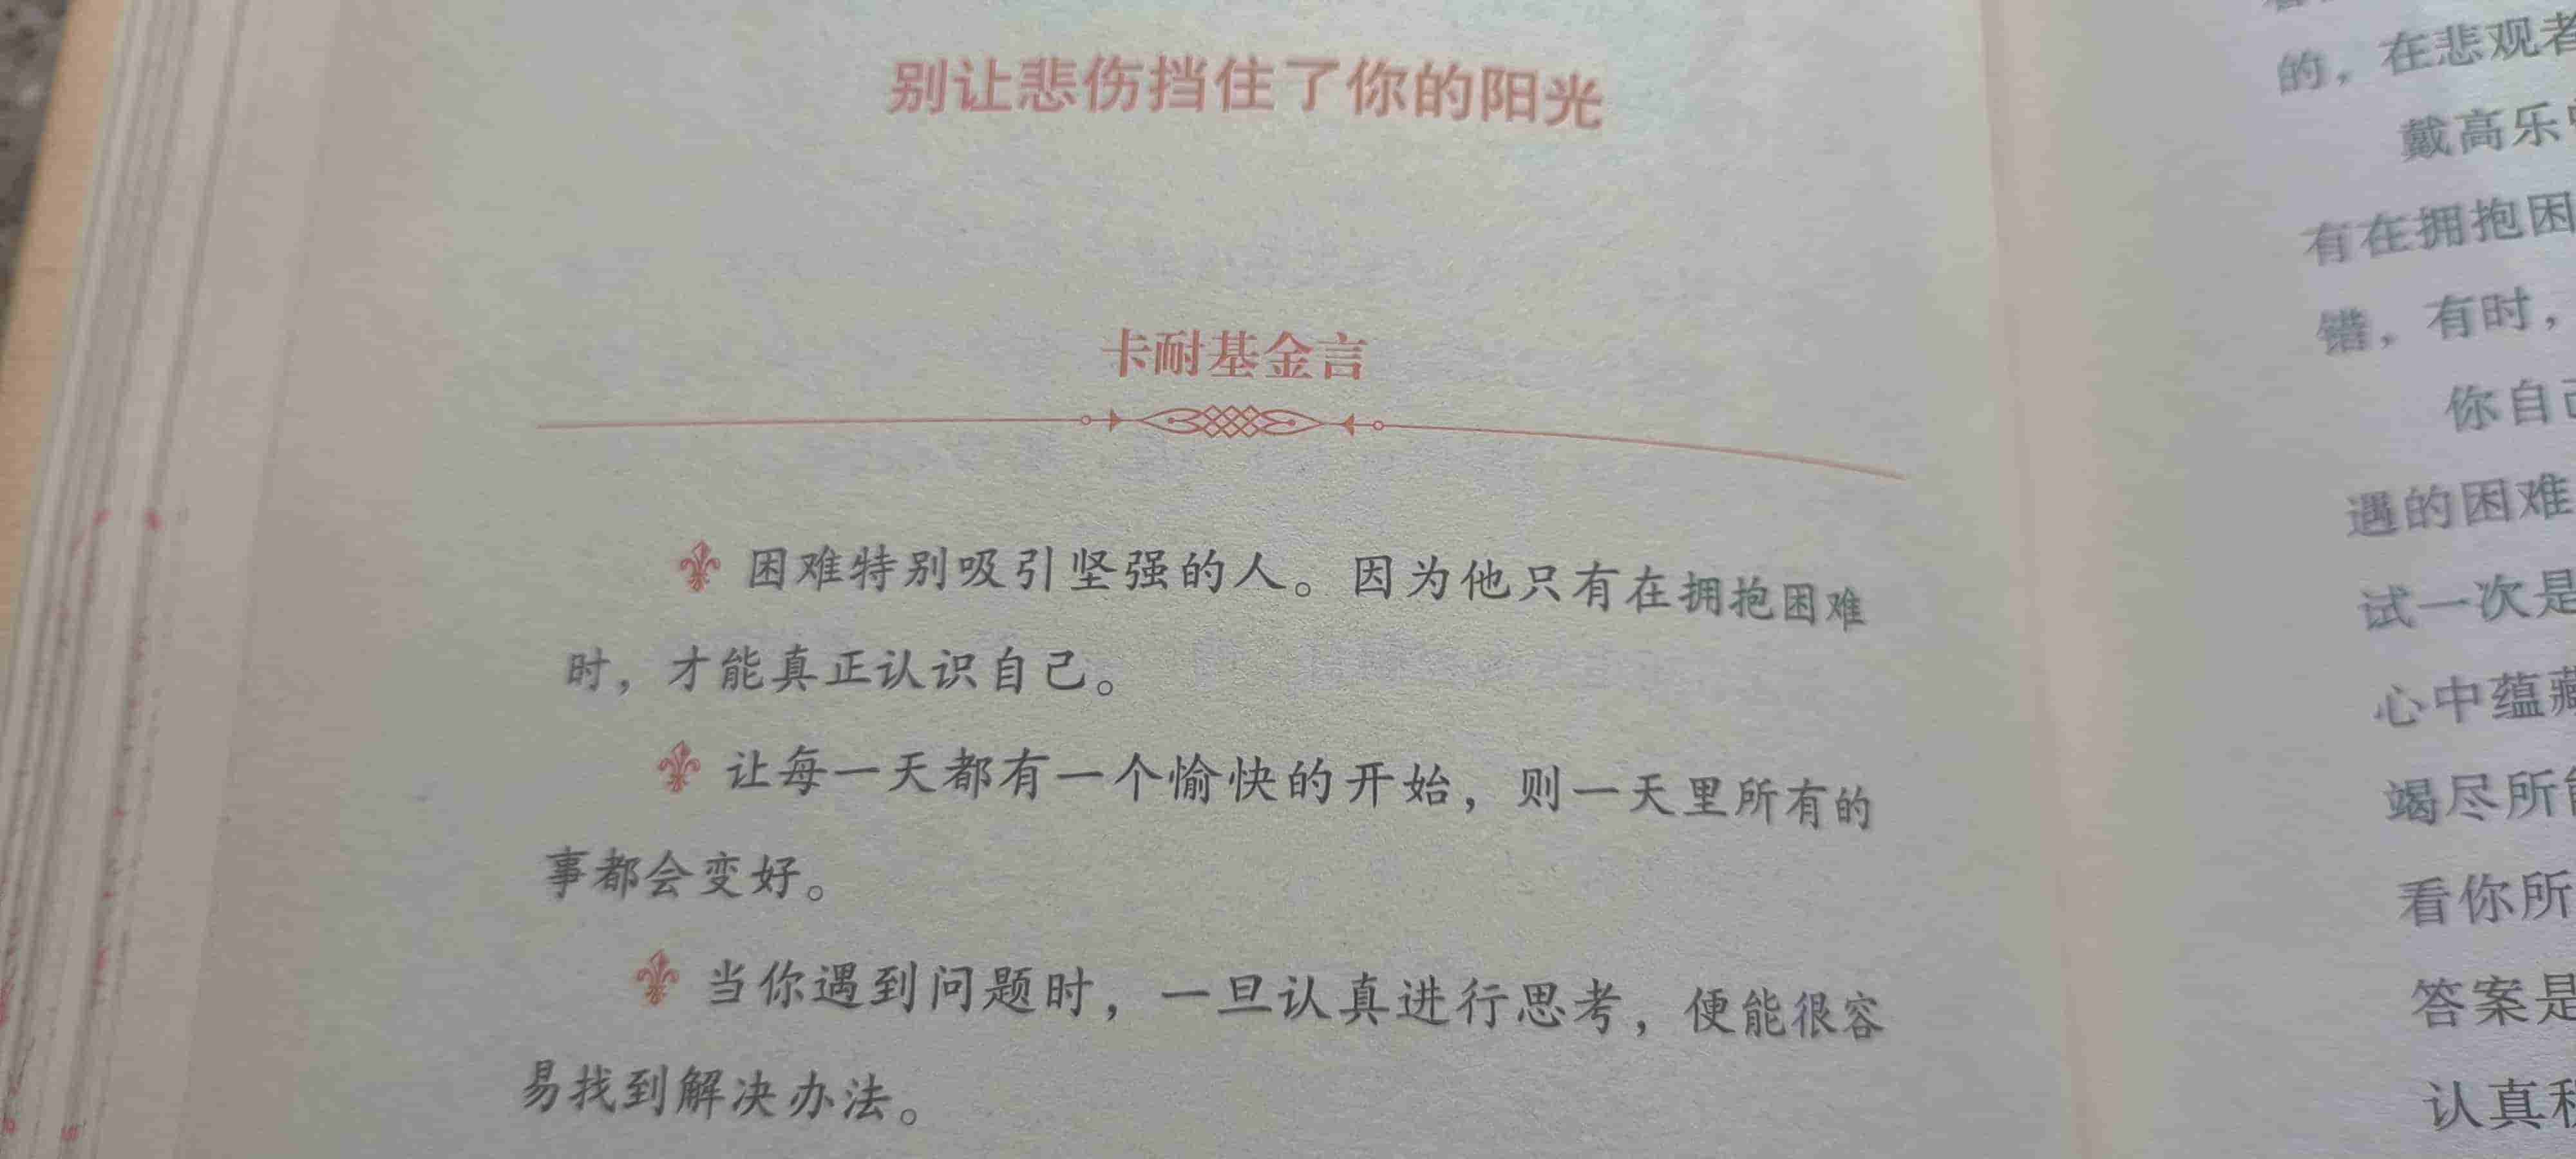 别让悲伤挡住了你的阳光
卡耐基金言
困难特别吸引坚强的人。因为他只有在拥抱困难
时，才能真正认识自己。
让每一天都有一个愉快的开始，则一天里所有的
事都会变好。
当你遇到问题时，一旦认真进行思考，便能很容
易找到解决办法。
的，在悲观者
戴高乐
有在拥抱困
错，有时，
你自己
遇的困难
试一次是
心中蕴藏
竭尽所能
看你所
答案是
认真